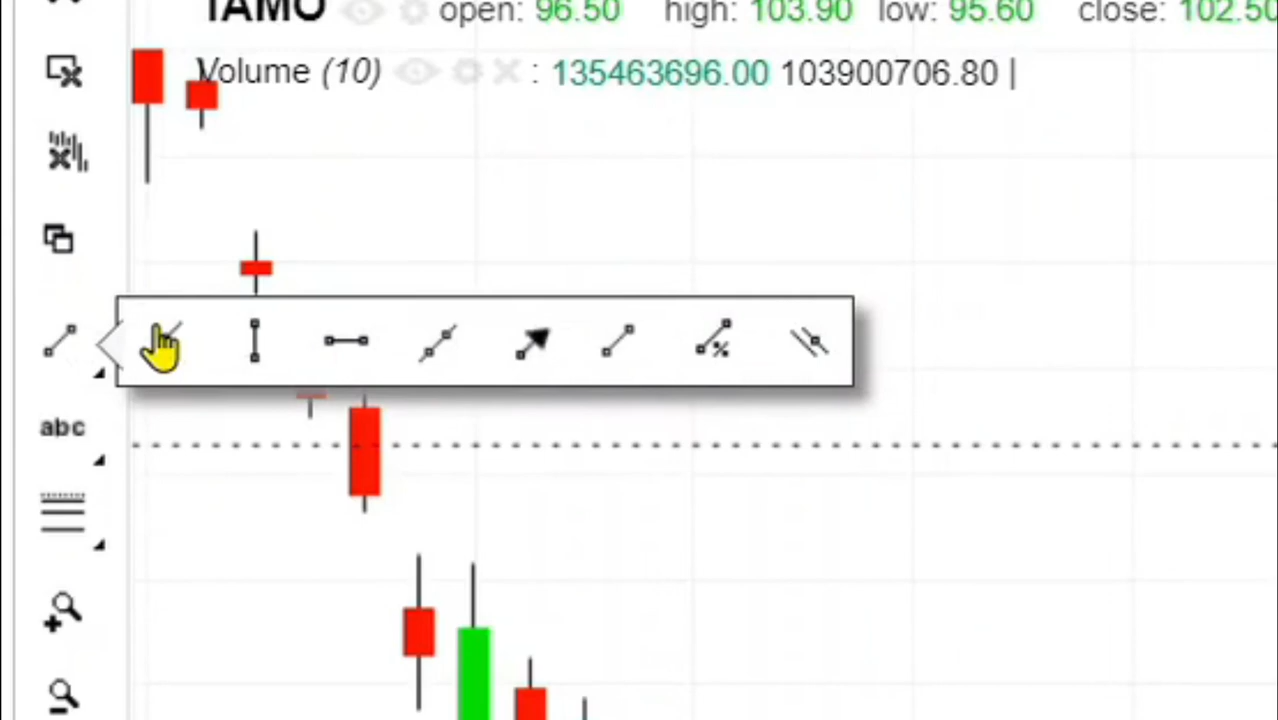 TAMO open: 96.50 high: 103.90 low: 95.60 close: 102.50
Volume (10) : 135463696.00 103900706.80 |
%
abc